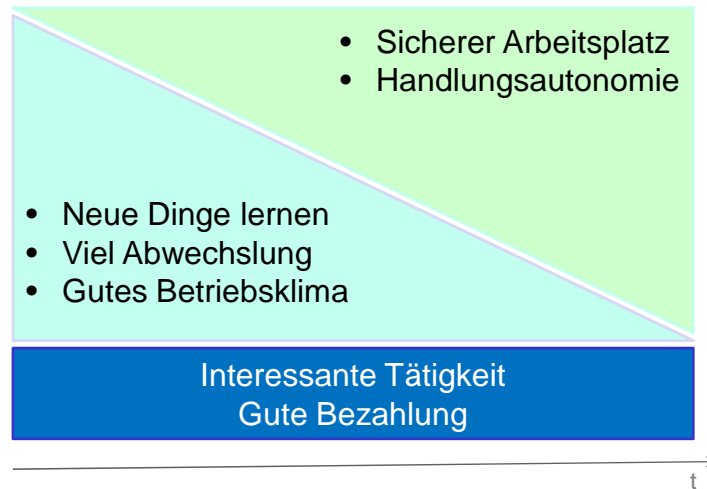 • Sicherer Arbeitsplatz
• Handlungsautonomie
• Neue Dinge lernen
• Viel Abwechslung
• Gutes Betriebsklima
Interessante Tätigkeit
Gute Bezahlung
t